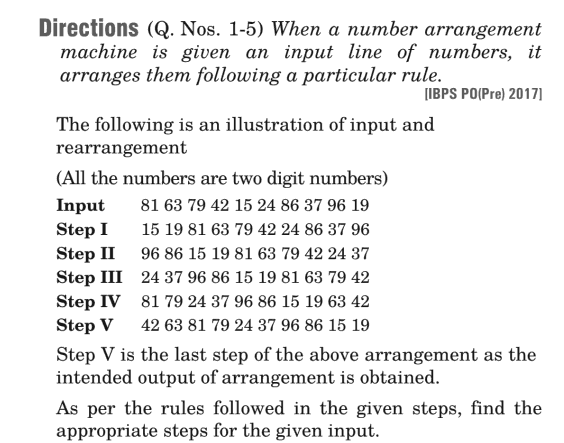 Directions (Q. Nos. 1-5) When a number arrangement
machine is given an input line of numbers, it
arranges them following a particular rule.
[IBPS PO(Pre) 2017]
The following is an illustration of input and
rearrangement
(All the numbers are two digit numbers)
Input 81 63 79 42 15 24 86 37 96 19
Step I 15 19 81 63 79 42 24 86 37 96
Step II 96 86 15 19 81 63 79 42 24 37
Step III 24 37 96 86 15 19 81 63 79 42
Step IV 81 79 24 37 96 86 15 19 63 42
Step V 42 63 81 79 24 37 96 86 15 19
Step V is the last step of the above arrangement as the
intended output of arrangement is obtained.
As per the rules followed in the given steps, find the
appropriate steps for the given input.